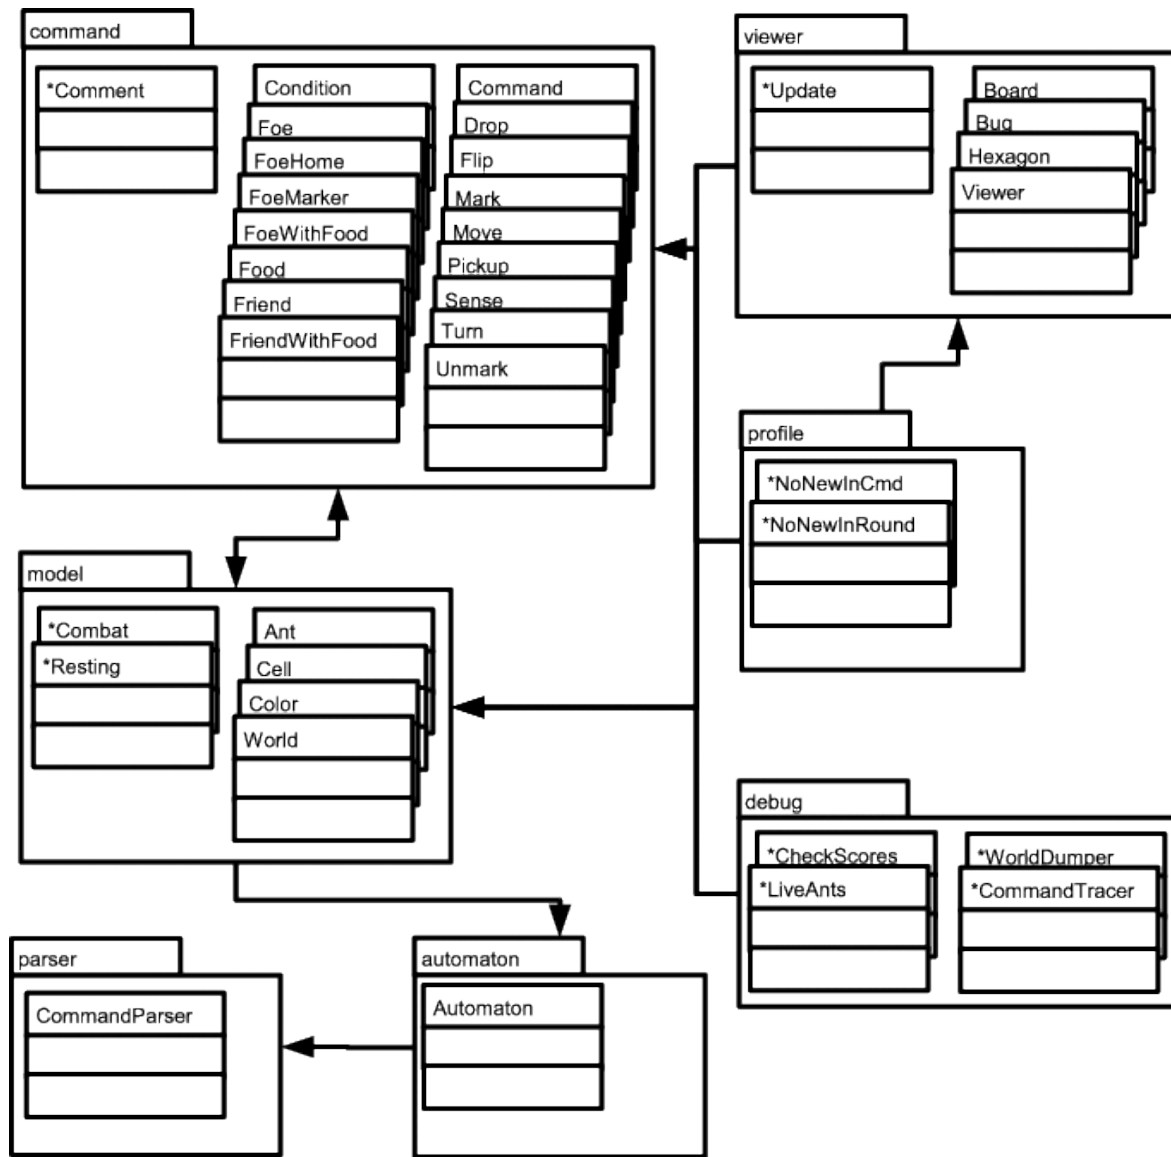 command
*Comment
Condition
Foe
FoeHome
FoeMarker
FoeWithFood
Food
Friend
FriendWithFood
Command
Drop
Flip
Mark
Move
Pickup
Sense
Turn
Unmark
viewer
*Update
Board
Bug
Hexagon
Viewer
profile
*NoNewInCmd
*NoNewInRound
model
*Combat
*Resting
Ant
Cell
Color
World
debug
*CheckScores
*LiveAnts
*WorldDumper
*CommandTracer
parser
CommandParser
automaton
Automaton